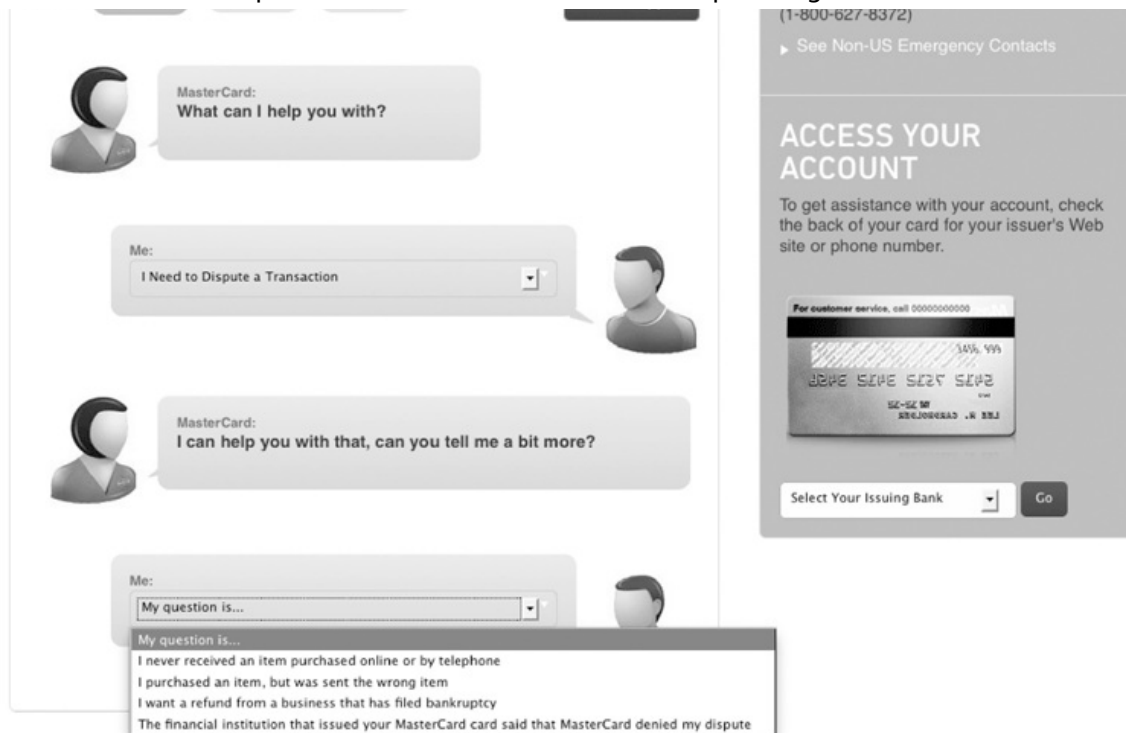 (1-800-627-8372)
See Non-US Emergency Contacts
MasterCard:
What can I help you with?
Me:
I Need to Dispute a Transaction
MasterCard:
I can help you with that, can you tell me a bit more?
Me:
My question is...
My question is...
I never received an item purchased online or by telephone
I purchased an item, but was sent the wrong item
I want a refund from a business that has filed bankruptcy
The financial institution that issued your MasterCard card said that MasterCard denied my dispute
ACCESS YOUR
ACCOUNT
To get assistance with your account, check
the back of your card for your issuer's Web
site or phone number.
For customer service, call 00000000000
3456 999
Select Your Issuing Bank
Go